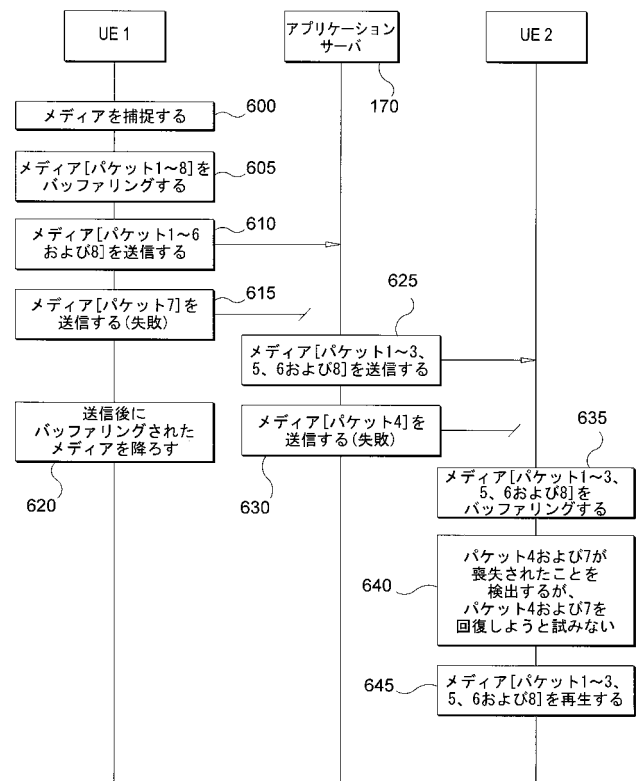 UE 1
アプリケーション
サーバ
UE 2
170
メディアを捕捉する
600
メディア[パケット1～8]を
バッファリングする
605
メディア[パケット1～6
および8]を送信する
610
メディア[パケット7]を
送信する(失敗)
615
625
メディア[パケット1～3、
5、6および8]を送信する
送信後に
バッファリングされた
メディアを降ろす
620
メディア[パケット4]を
送信する(失敗)
630
635
メディア[パケット1～3、
5、6および8]を
バッファリングする
640
パケット4および7が
喪失されたことを
検出するが、
パケット4および7を
回復しようと試みない
645
メディア[パケット1～3、
5、6および8]を再生する